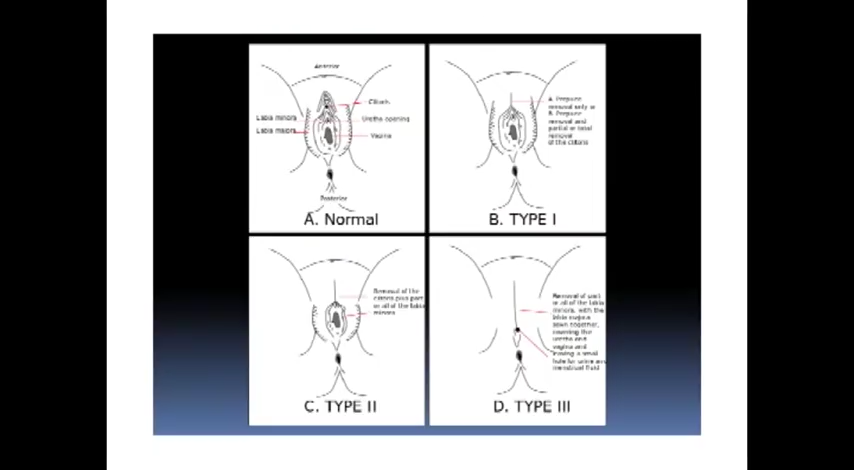 Anterior
Clitoris
Labia minora
Urethra opening
Labia majora
Vagina
Posterior
A. Normal
A. Prepuce
removal only or
B. Prepuce
removal and
partial or total
removal
of the clitoris
B. TYPE I
Removal of the
clitoris plus part
or all of the labia
minora
C. TYPE II
Removal of part
or all of the labia
minora, with the
labia majora
sewn together,
covering the
urethra and
vagina and
leaving a small
hole for urine and
menstrual fluid
D. TYPE III